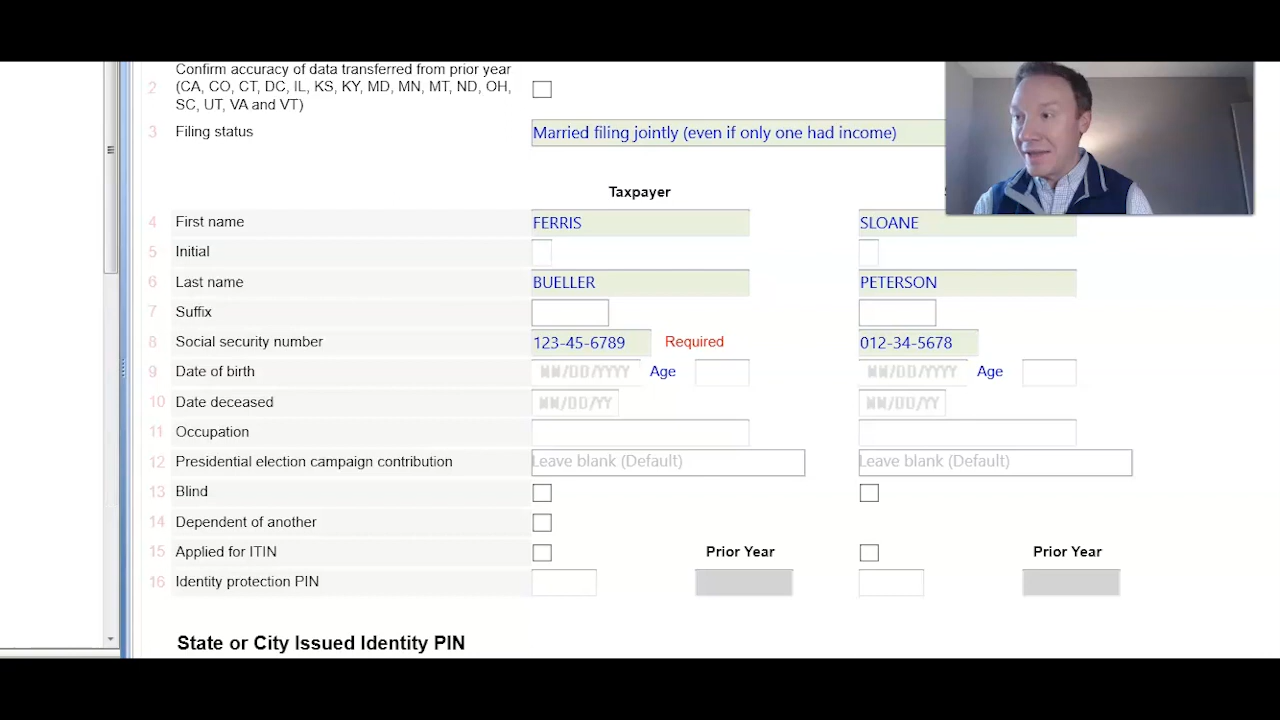 Confirm accuracy of data transferred from prior year
2 (CA, CO, CT, DC, IL, KS, KY, MD, MN, MT, ND, OH,
SC, UT, VA and VT)
3 Filing status Married filing jointly (even if only one had income)
Taxpayer
4 First name FERRIS SLOANE
5 Initial
6 Last name BUELLER PETERSON
7 Suffix
8 Social security number 123-45-6789 Required 012-34-5678
9 Date of birth MM/DD/YYYY Age MM/DD/YYYY Age
10 Date deceased MM/DD/YY MM/DD/YY
11 Occupation
12 Presidential election campaign contribution Leave blank (Default) Leave blank (Default)
13 Blind
14 Dependent of another
15 Applied for ITIN Prior Year Prior Year
16 Identity protection PIN
State or City Issued Identity PIN